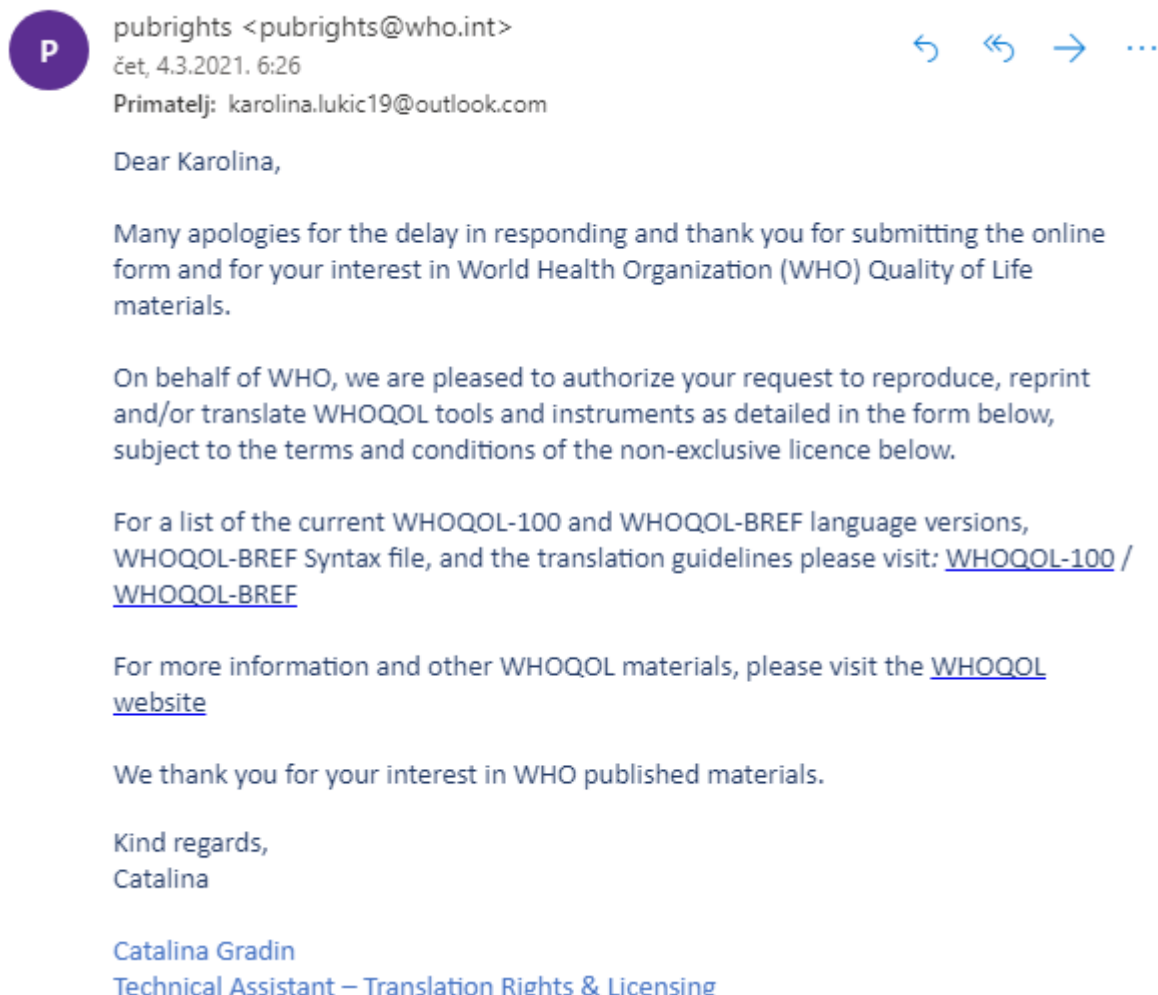 P
pubrights <pubrights@who.int>
čet, 4.3.2021. 6:26
Primatelj: karolina.lukic19@outlook.com
Dear Karolina,
Many apologies for the delay in responding and thank you for submitting the online
form and for your interest in World Health Organization (WHO) Quality of Life
materials.
On behalf of WHO, we are pleased to authorize your request to reproduce, reprint
and/or translate WHOQOL tools and instruments as detailed in the form below,
subject to the terms and conditions of the non-exclusive licence below.
For a list of the current WHOQOL-100 and WHOQOL-BREF language versions,
WHOQOL-BREF Syntax file, and the translation guidelines please visit: WHOQOL-100 /
WHOQOL-BREF
For more information and other WHOQOL materials, please visit the WHOQOL
website
We thank you for your interest in WHO published materials.
Kind regards,
Catalina
Catalina Gradin
Technical Assistant – Translation Rights & Licensing